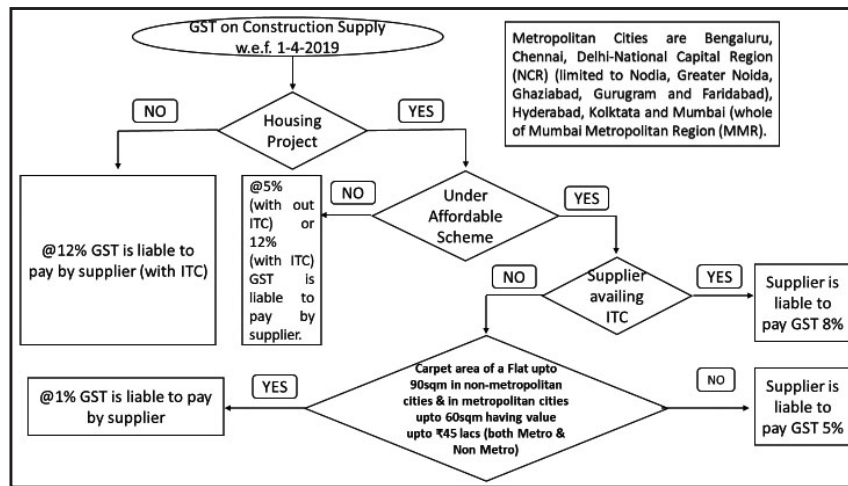 GST on Construction Supply
w.e.f. 1-4-2019
Metropolitan Cities are Bengaluru,
Chennai, Delhi-National Capital Region
(NCR) (limited to Nodia, Greater Noida,
Ghaziabad, Gurugram and Faridabad),
Hyderabad, Kolktata and Mumbai (whole
of Mumbai Metropolitan Region (MMR).
NO
YES
Housing
Project
@12% GST is liable to
pay by supplier (with ITC)
@5%
(with out
ITC) or
12%
(with ITC)
GST is
liable to
pay by
supplier.
NO
Under
Affordable
Scheme
YES
NO
Supplier
availing
ITC
YES
Supplier is
liable to
pay GST 8%
@1% GST is liable to pay
by supplier
YES
Carpet area of a Flat upto
90sqm in non-metropolitan
cities & in metropolitan cities
upto 60sqm having value
upto ₹45 lacs (both Metro &
Non Metro)
NO
Supplier is
liable to
pay GST 5%